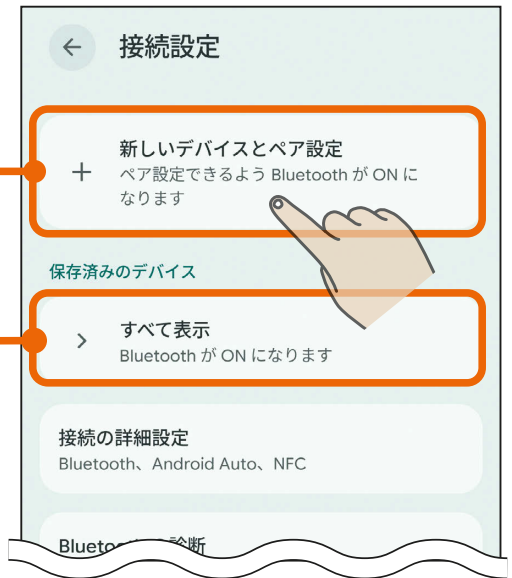 接続設定
新しいデバイスとペア設定
ペア設定できるよう Bluetooth が ON に
なります
保存済みのデバイス
すべて表示
Bluetooth が ON になります
接続の詳細設定
Bluetooth、Android Auto、NFC
診断